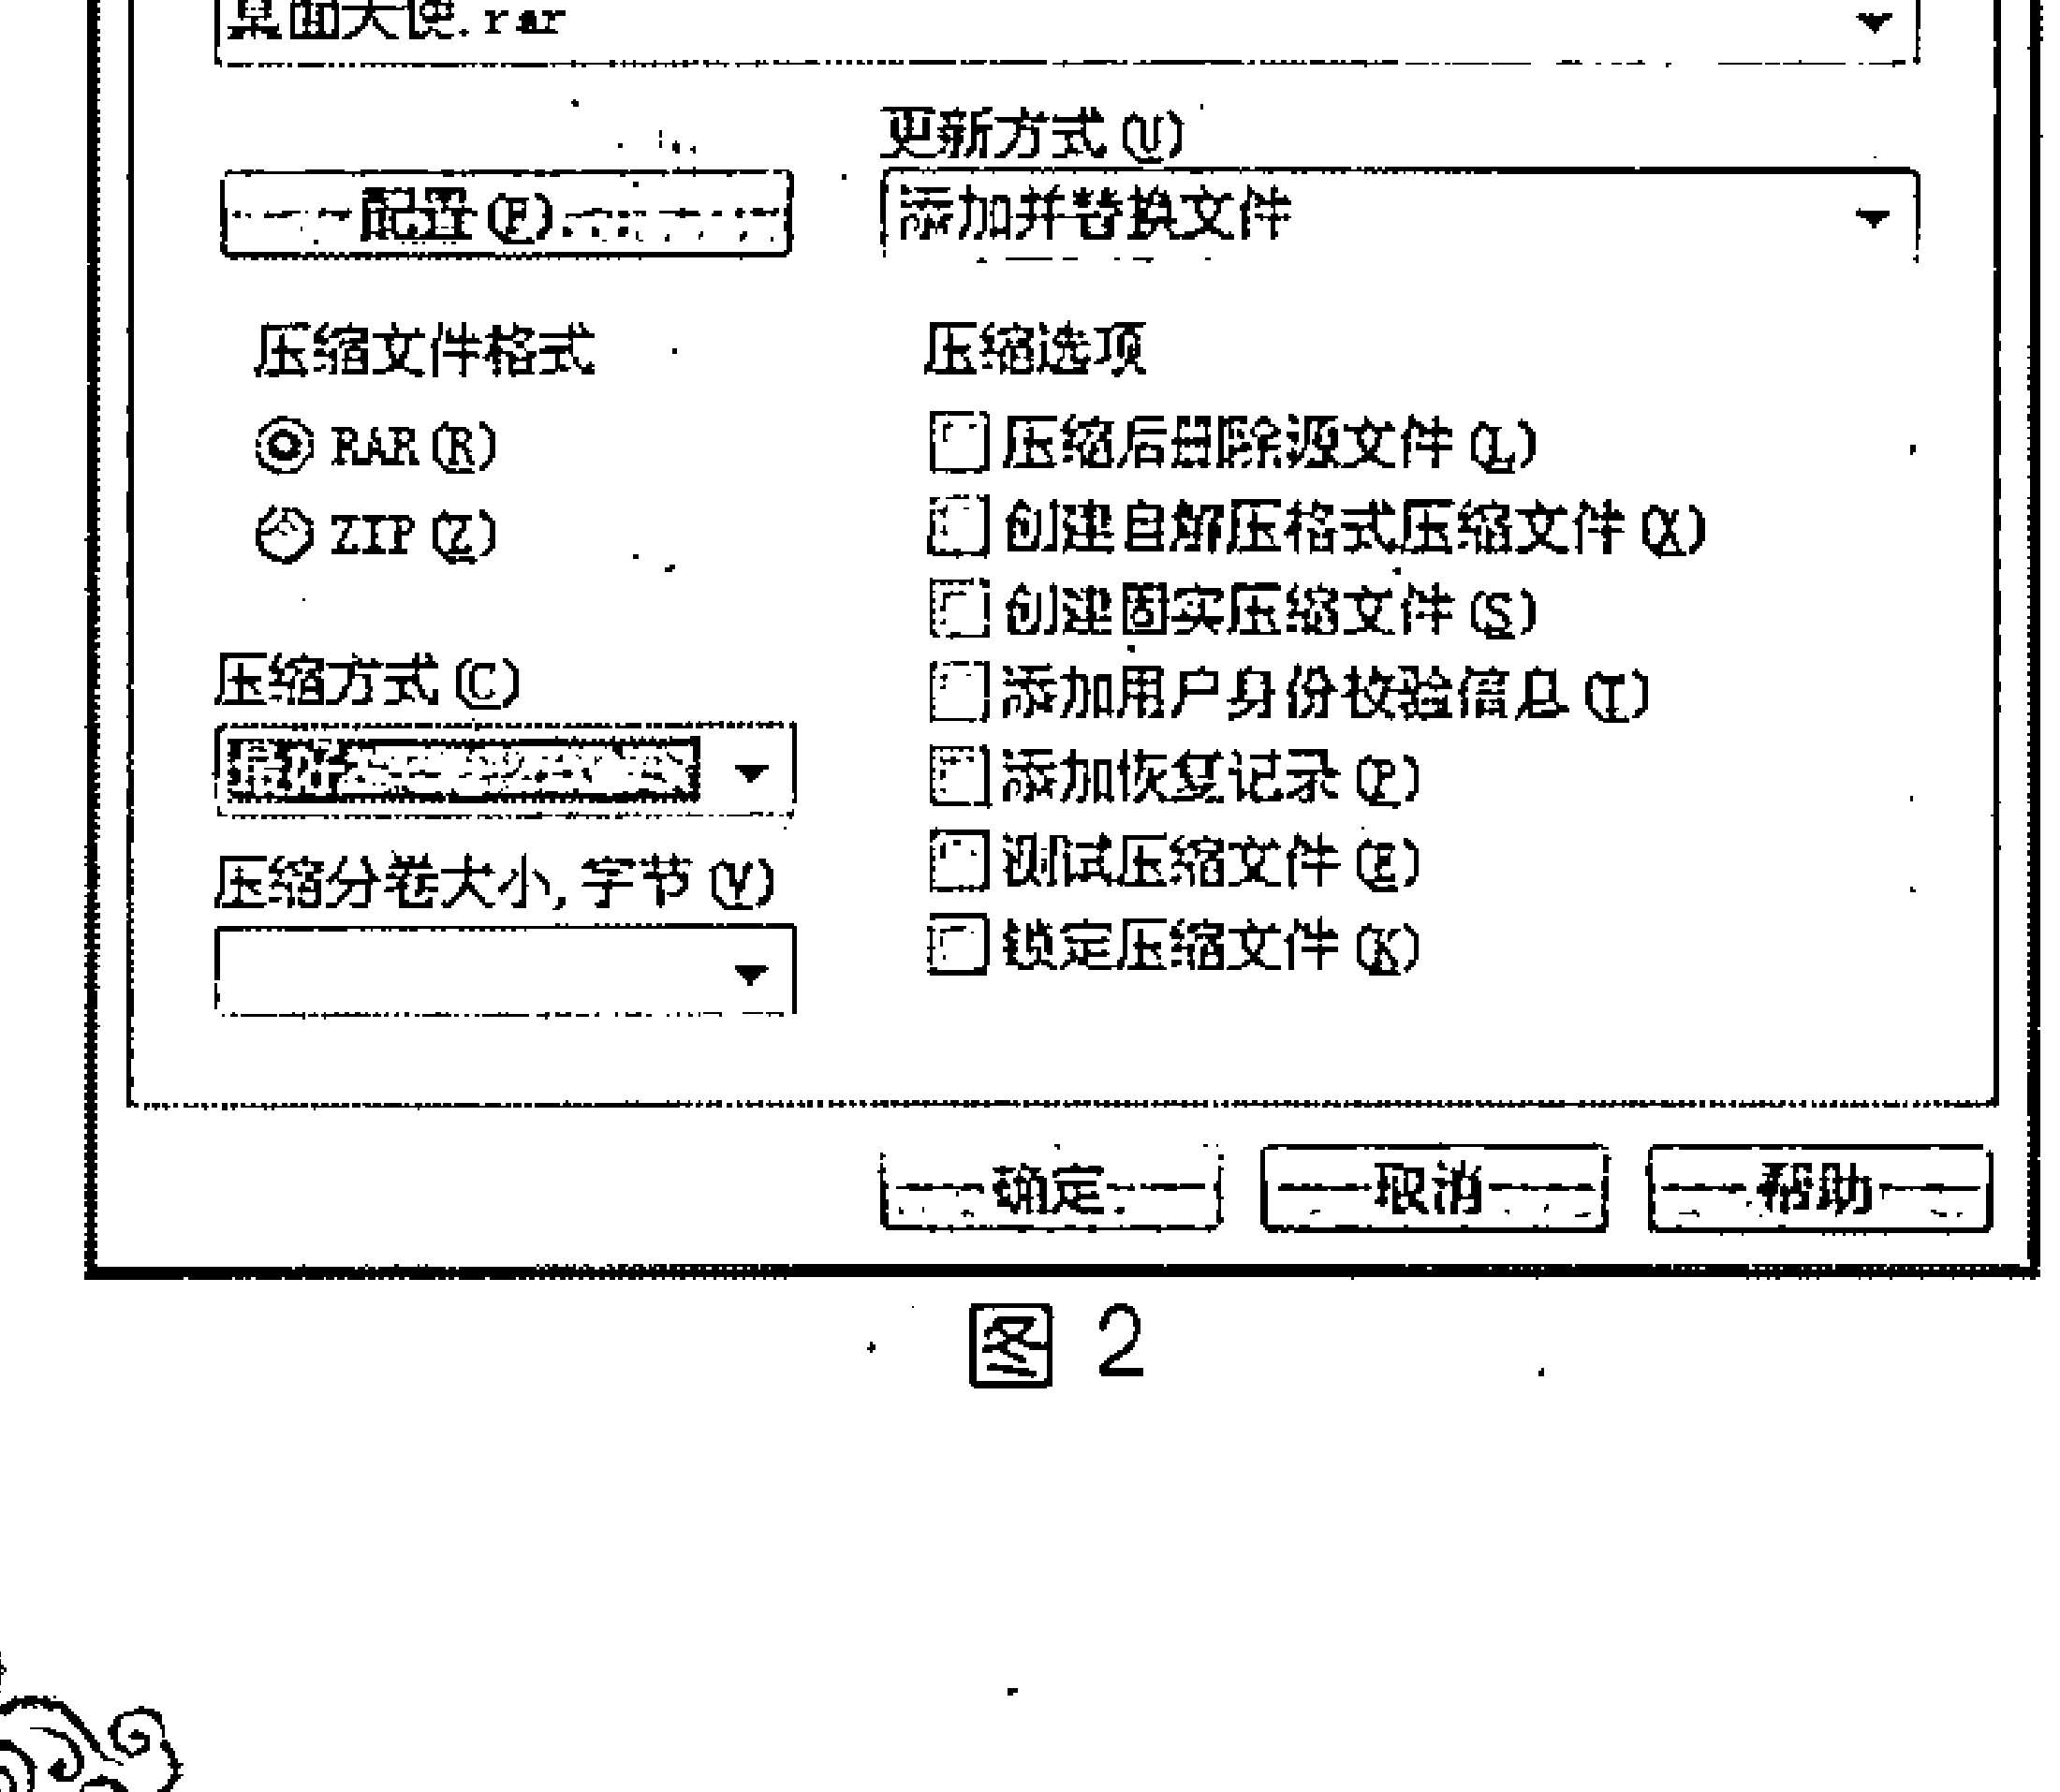 桌面天使.rar
更新方式(U)
配置(F)...
添加并替换文件
压缩文件格式
压缩选项
RAR(R)
压缩后删除源文件(L)
ZIP(Z)
创建自解压格式压缩文件(X)
创建固实压缩文件(S)
压缩方式(C)
添加用户身份校验信息(T)
最好
添加恢复记录(P)
压缩分卷大小,字节(V)
测试压缩文件(E)
锁定压缩文件(K)
确定
取消
帮助
图 2